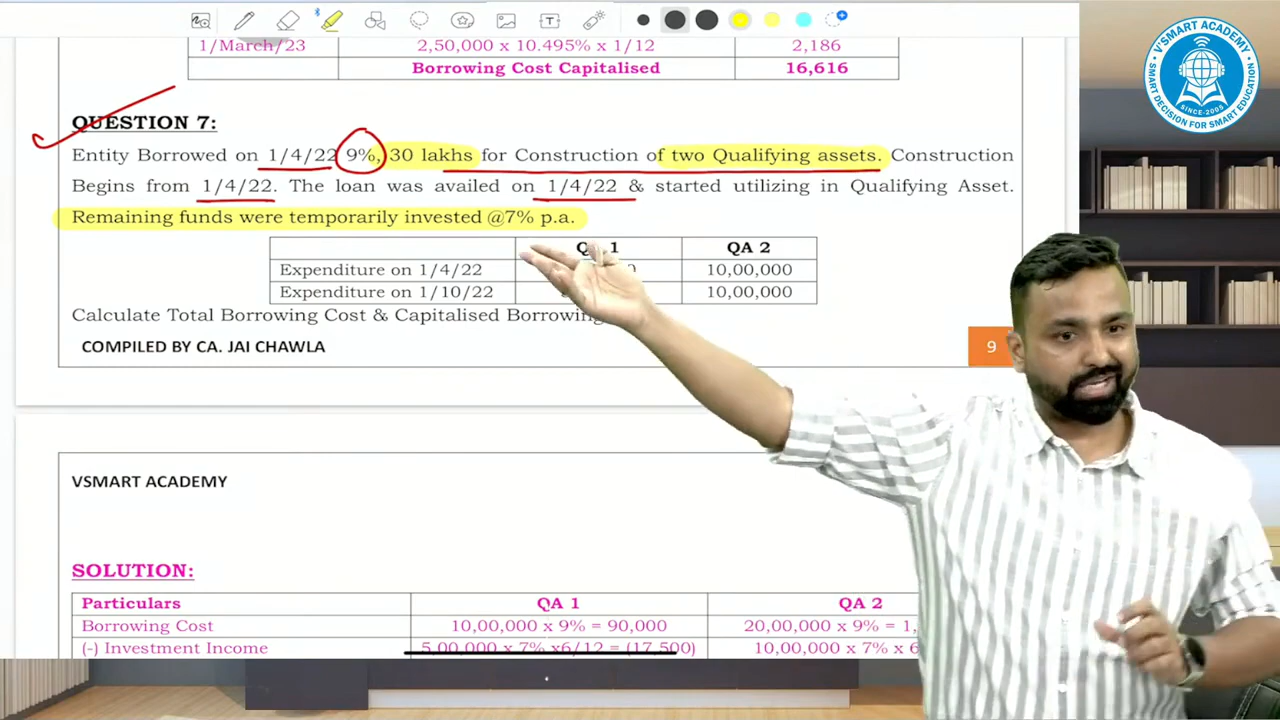 1/March/23 2,50,000 x 10.495% x 1/12 2,186
Borrowing Cost Capitalised 16,616
QUESTION 7:
Entity Borrowed on 1/4/22 9%, 30 lakhs for Construction of two Qualifying assets. Construction
Begins from 1/4/22. The loan was availed on 1/4/22 & started utilizing in Qualifying Asset.
Remaining funds were temporarily invested @7% p.a.
QA 2
Expenditure on 1/4/22 10,00,000
Expenditure on 1/10/22 10,00,000
Calculate Total Borrowing Cost & Capitalised Borrowing
COMPILED BY CA. JAI CHAWLA
9
VSMART ACADEMY
SOLUTION:
Particulars QA 1 QA 2
Borrowing Cost 10,00,000 x 9% = 90,000 20,00,000 x 9% = 1,
(-) Investment Income 5,00,000 x 7% x6/12 = (17,500) 10,00,000 x 7% x 6
V'SMART ACADEMY
SMART DECISION FOR SMART EDUCATION
SINCE-2005